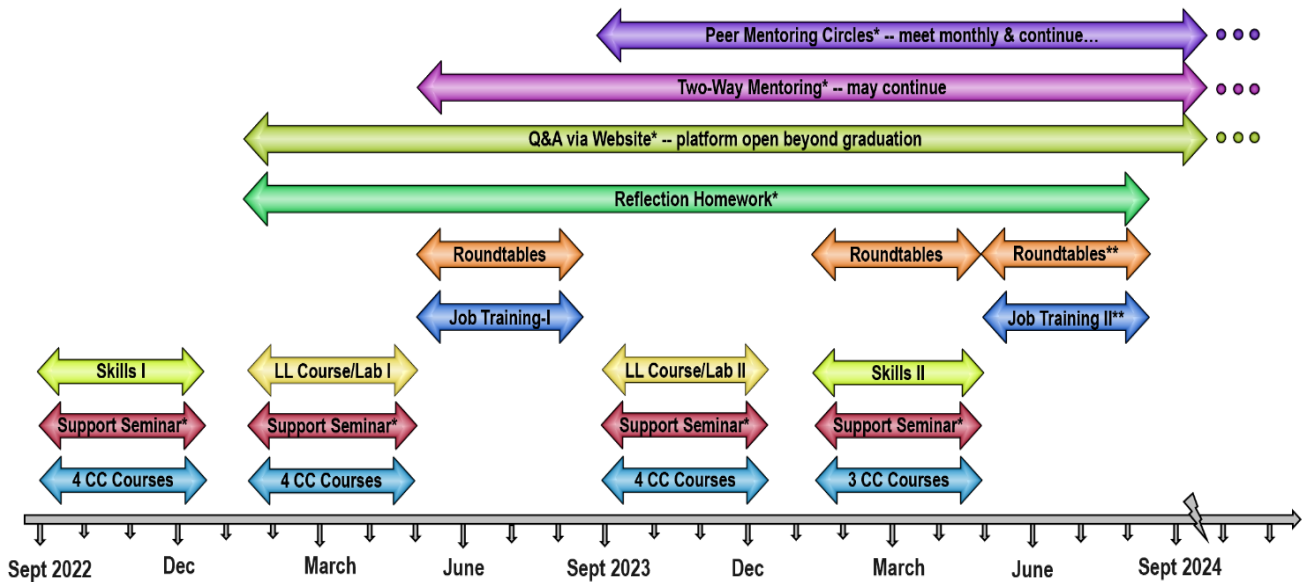 Peer Mentoring Circles* -- meet monthly & continue…
Two-Way Mentoring* -- may continue
Q&A via Website* -- platform open beyond graduation
Reflection Homework*
Roundtables
Roundtables
Roundtables**
Job Training-I
Job Training II**
Skills I
LL Course/Lab I
LL Course/Lab II
Skills II
Support Seminar*
Support Seminar*
Support Seminar*
Support Seminar*
4 CC Courses
4 CC Courses
4 CC Courses
3 CC Courses
Sept 2022
Dec
March
June
Sept 2023
Dec
March
June
Sept 2024